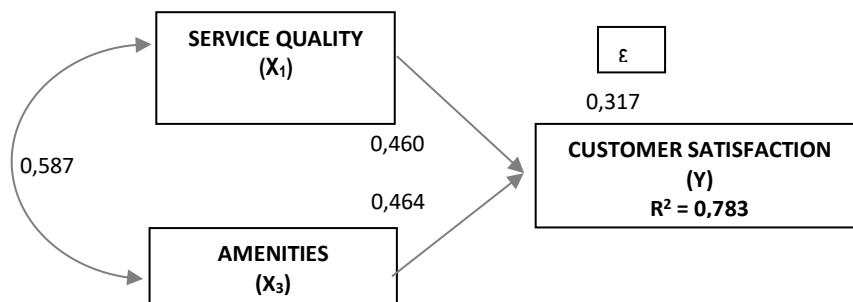 SERVICE QUALITY
(X₁)
ε
0,317
0,460
CUSTOMER SATISFACTION
(Y)
R² = 0,783
0,587
0,464
AMENITIES
(X₃)